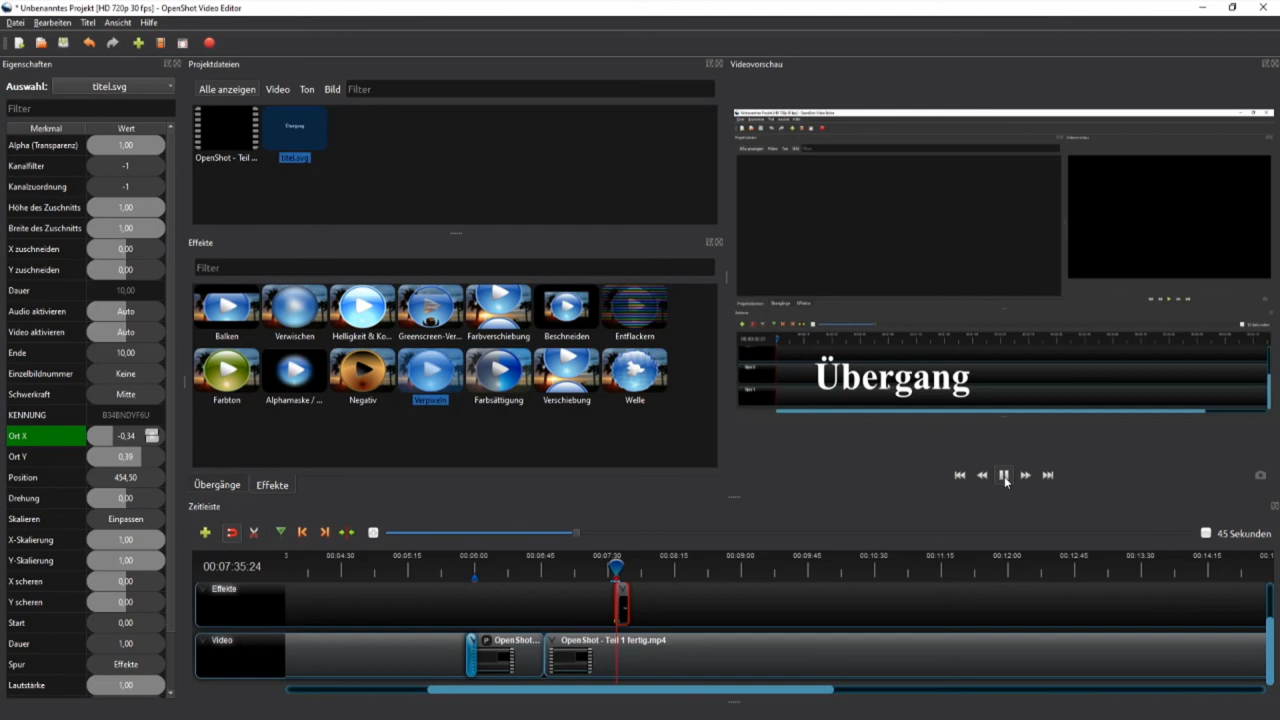 * Unbenanntes Projekt [HD 720p 30 fps] - OpenShot Video Editor
Datei Bearbeiten Titel Ansicht Hilfe
Eigenschaften
Auswahl: titel.svg
Filter
Merkmal Wert
Alpha (Transparenz) 1,00
Kanalfilter -1
Kanalzuordnung -1
Höhe des Zuschnitts 1,00
Breite des Zuschnitts 1,00
X zuschneiden 0,00
Y zuschneiden 0,00
Dauer 10,00
Audio aktivieren Auto
Video aktivieren Auto
Ende 10,00
Einzelbildnummer Keine
Schwerkraft Mitte
KENNUNG B34BNDYF6U
Ort X -0,34
Ort Y 0,39
Position 454,50
Drehung 0,00
Skalieren Einpassen
X-Skalierung 1,00
Y-Skalierung 1,00
X scheren 0,00
Y scheren 0,00
Start 0,00
Dauer 1,00
Spur Effekte
Lautstärke 1,00
Projektdateien
Alle anzeigen Video Ton Bild Filter
Übergang
OpenShot - Teil ... titel.svg
Effekte
Filter
Balken Verwischen Helligkeit & Ko... Greenscreen-Ver... Farbverschiebung Beschneiden Entflackern
Farbton Alphamaske / ... Negativ Verpixeln Farbsättigung Verschiebung Welle
Übergänge Effekte
Videovorschau
Übergang
Zeitleiste
45 Sekunden
00:07:35:24
5 00:04:30 00:05:15 00:06:00 00:06:45 00:07:30 00:08:15 00:09:00 00:09:45 00:10:30 00:11:15 00:12:00 00:12:45 00:13:30 00:14:15 00:1
Effekte
Video OpenShot... OpenShot - Teil 1 fertig.mp4